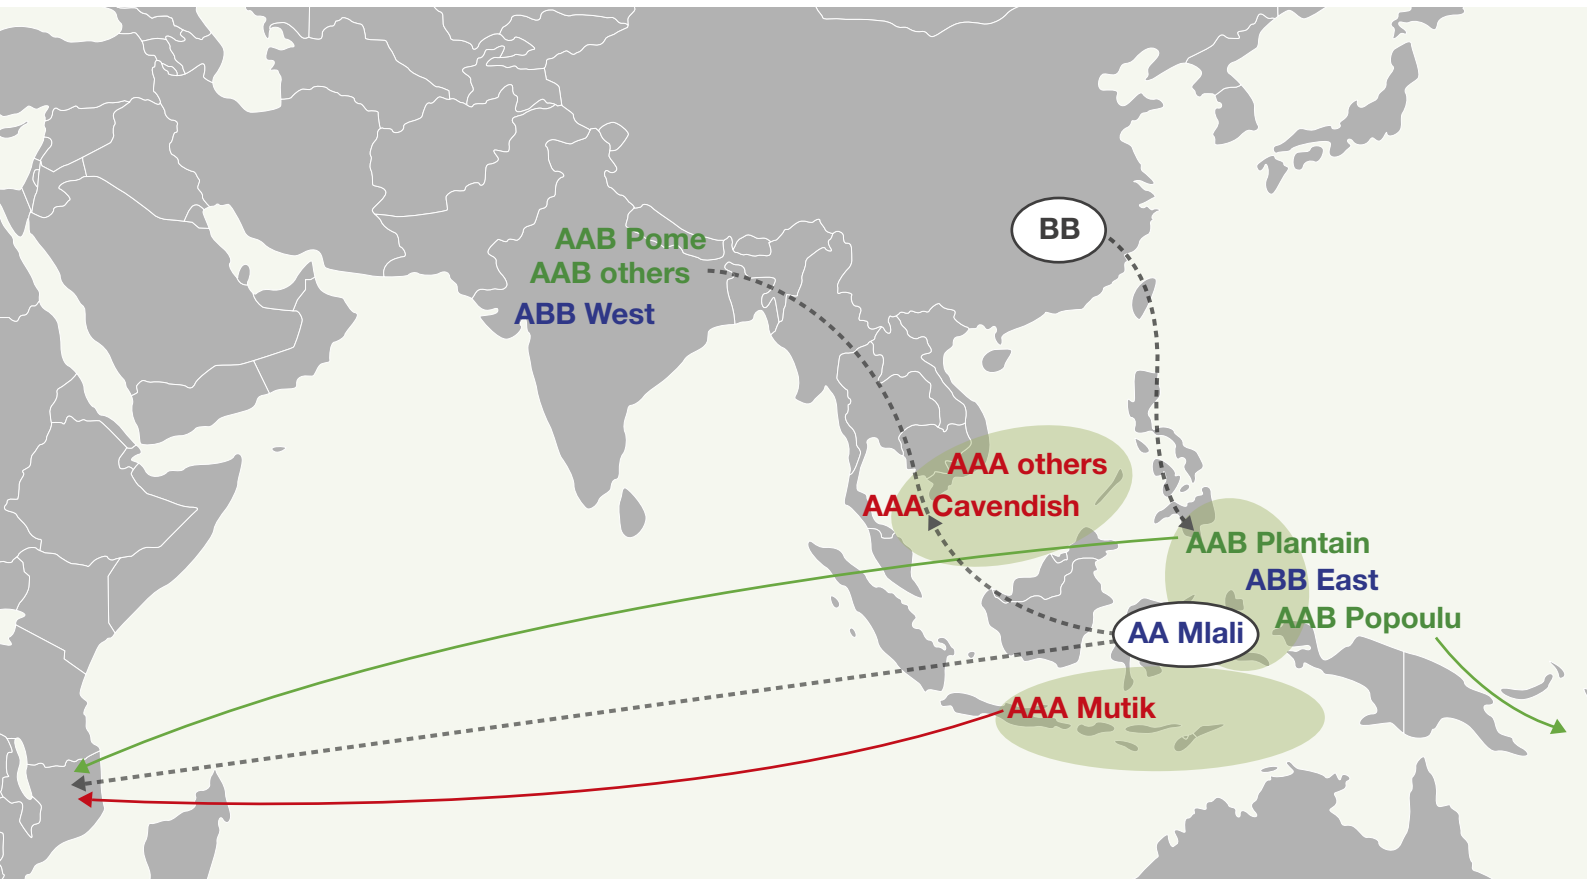 BB
AAB Pome
AAB others
ABB West
AAA others
AAA Cavendish
AAB Plantain
ABB East
AAB Popoulu
AA Mlali
AAA Mutik